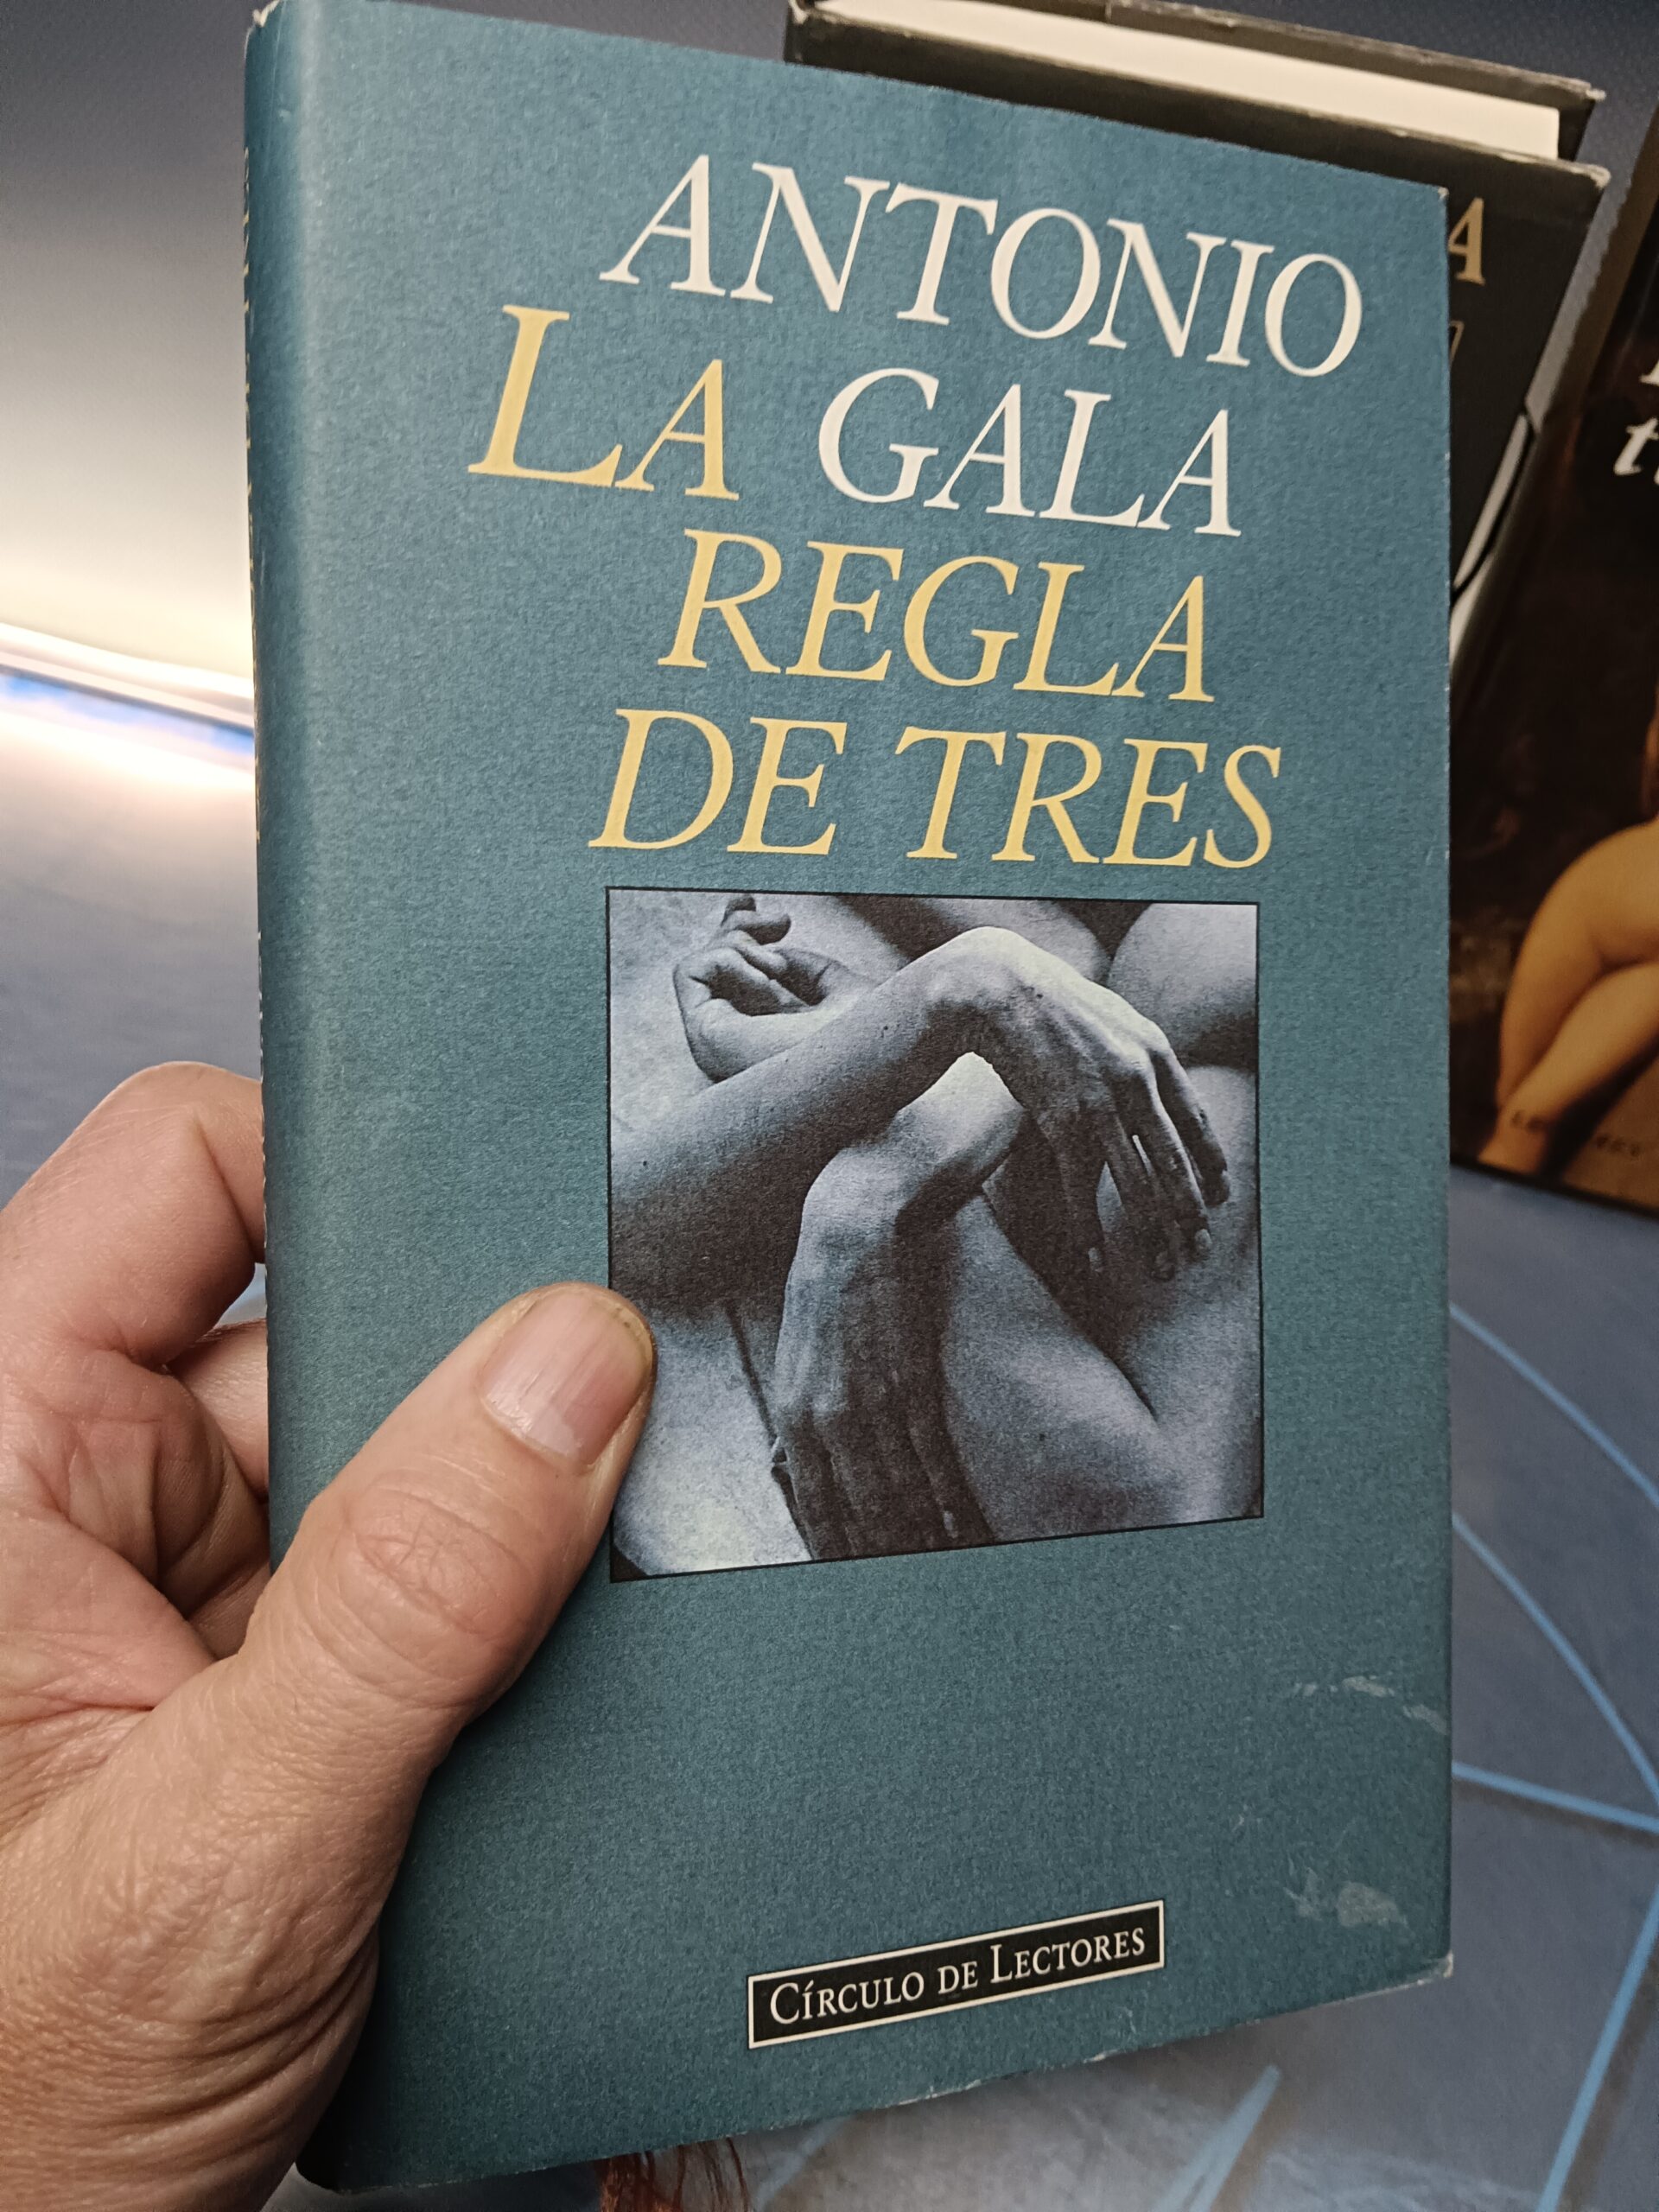 ANTONIO
LA GALA
REGLA
DE TRES
CÍRCULO DE LECTORES
A